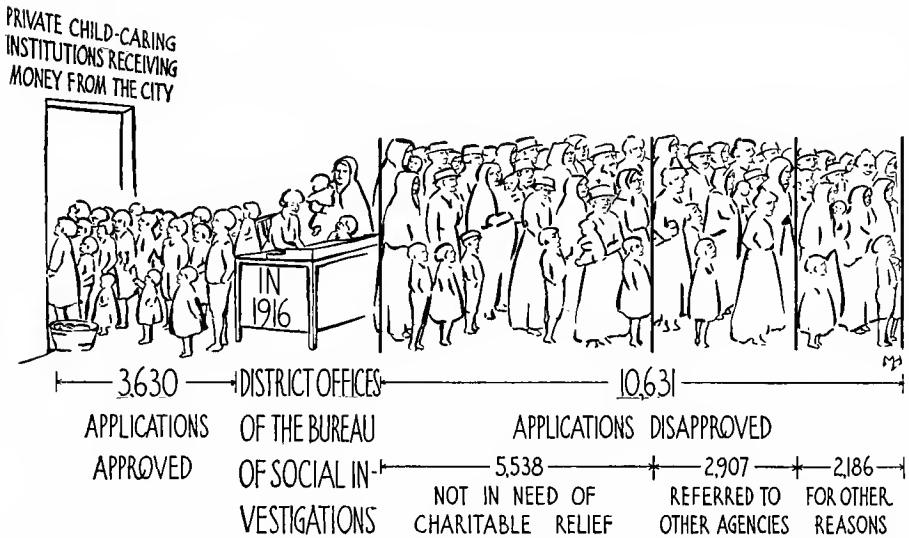 PRIVATE CHILD-CARING
INSTITUTIONS RECEIVING
MONEY FROM THE CITY
IN
1916
3,630
APPLICATIONS
APPROVED
DISTRICT OFFICES
OF THE BUREAU
OF SOCIAL IN-
VESTIGATIONS
10,631
APPLICATIONS DISAPPROVED
5,538
NOT IN NEED OF
CHARITABLE RELIEF
2,907
REFERRED TO
OTHER AGENCIES
2,186
FOR OTHER
REASONS